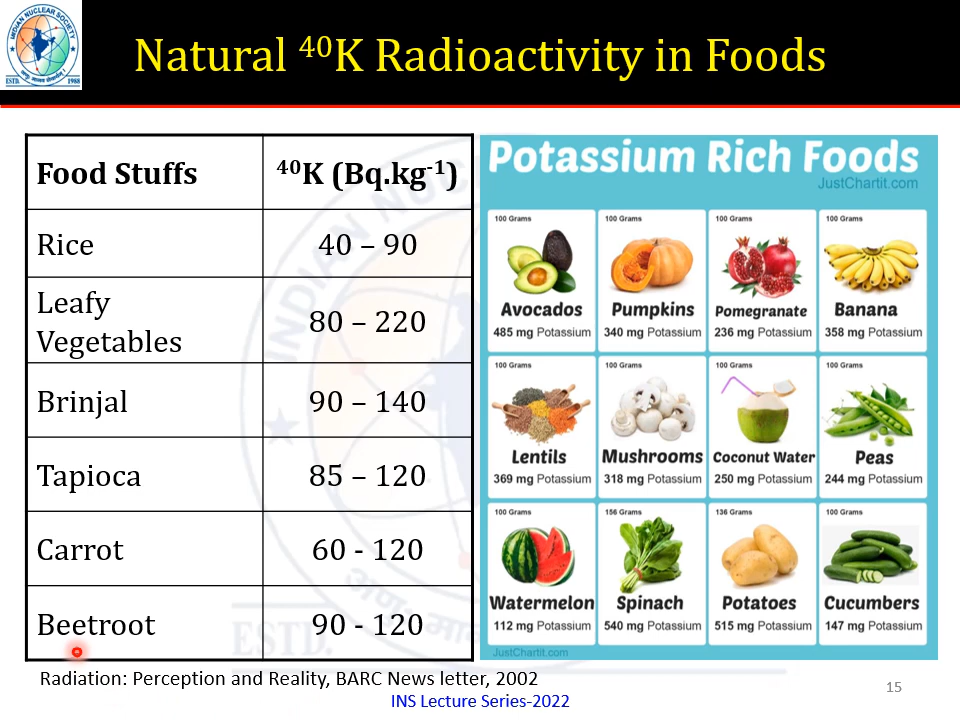 INDIAN NUCLEAR SOCIETY
ESTD. 1988
Natural ⁴⁰K Radioactivity in Foods
Food Stuffs ⁴⁰K (Bq.kg⁻¹)
Rice 40 – 90
Leafy
Vegetables 80 – 220
Brinjal 90 – 140
Tapioca 85 – 120
Carrot 60 - 120
Beetroot 90 - 120
ESTD.
Potassium Rich Foods
JustChartit.com
100 Grams 100 Grams 100 Grams 100 Grams
Avocados Pumpkins Pomegranate Banana
485 mg Potassium 340 mg Potassium 236 mg Potassium 358 mg Potassium
100 Grams 100 Grams 100 Grams 100 Grams
Lentils Mushrooms Coconut Water Peas
369 mg Potassium 318 mg Potassium 250 mg Potassium 244 mg Potassium
100 Grams 156 Grams 136 Grams 100 Grams
Watermelon Spinach Potatoes Cucumbers
112 mg Potassium 540 mg Potassium 515 mg Potassium 147 mg Potassium
JustChartit.com
Radiation: Perception and Reality, BARC News letter, 2002
INS Lecture Series-2022
15